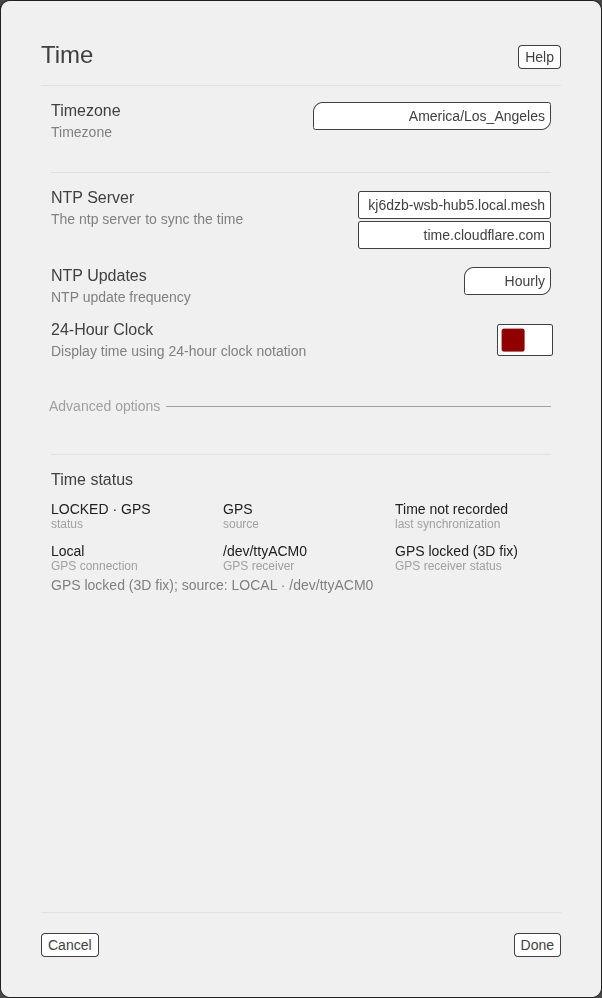 Time
Help
Timezone
Timezone
America/Los_Angeles
NTP Server
The ntp server to sync the time
kj6dzb-wsb-hub5.local.mesh
time.cloudflare.com
NTP Updates
NTP update frequency
Hourly
24-Hour Clock
Display time using 24-hour clock notation
Advanced options
Time status
LOCKED · GPS
status
GPS
source
Time not recorded
last synchronization
Local
GPS connection
/dev/ttyACM0
GPS receiver
GPS locked (3D fix)
GPS receiver status
GPS locked (3D fix); source: LOCAL · /dev/ttyACM0
Cancel
Done